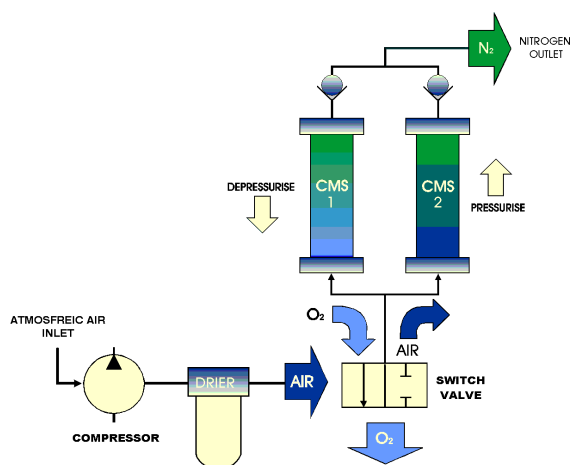 N₂
NITROGEN
OUTLET
DEPRESSURISE
CMS
1
CMS
2
PRESSURISE
O₂
AIR
ATMOSFREIC AIR
INLET
DRIER
AIR
SWITCH
VALVE
COMPRESSOR
O₂